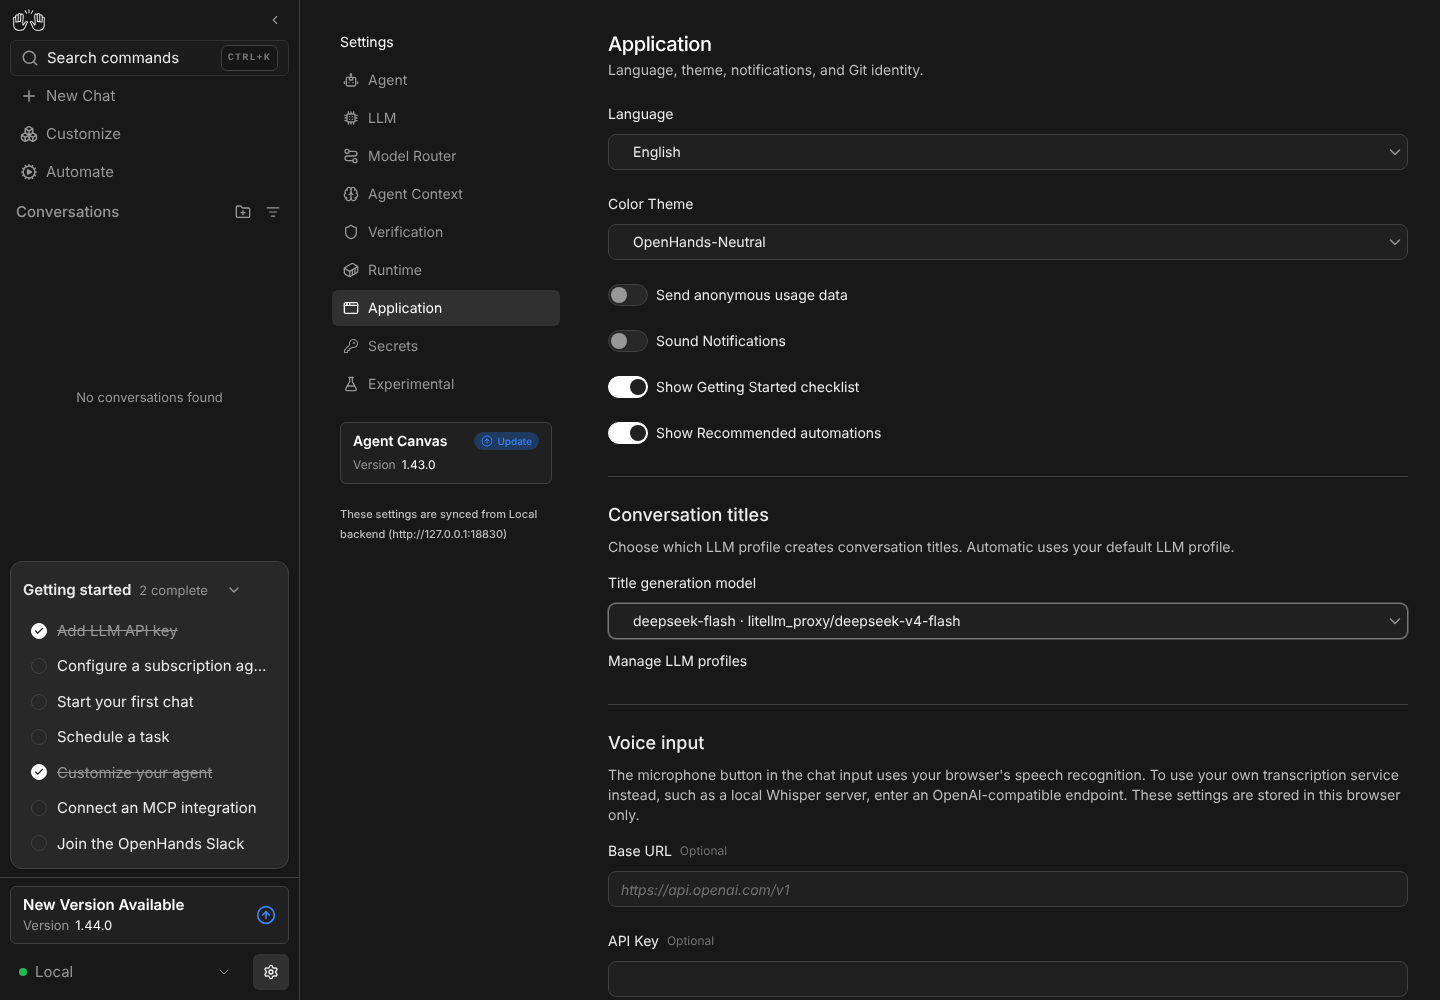 Search commands
CTRL+K
New Chat
Customize
Automate
Conversations
No conversations found
Getting started 2 complete
Add LLM API key
Configure a subscription ag...
Start your first chat
Schedule a task
Customize your agent
Connect an MCP integration
Join the OpenHands Slack
New Version Available
Version 1.44.0
Local
Settings
Agent
LLM
Model Router
Agent Context
Verification
Runtime
Application
Secrets
Experimental
Agent Canvas
Update
Version 1.43.0
These settings are synced from Local
backend (http://127.0.0.1:18830)
Application
Language, theme, notifications, and Git identity.
Language
English
Color Theme
OpenHands-Neutral
Send anonymous usage data
Sound Notifications
Show Getting Started checklist
Show Recommended automations
Conversation titles
Choose which LLM profile creates conversation titles. Automatic uses your default LLM profile.
Title generation model
deepseek-flash · litellm_proxy/deepseek-v4-flash
Manage LLM profiles
Voice input
The microphone button in the chat input uses your browser's speech recognition. To use your own transcription service
instead, such as a local Whisper server, enter an OpenAI-compatible endpoint. These settings are stored in this browser
only.
Base URL Optional
https://api.openai.com/v1
API Key Optional